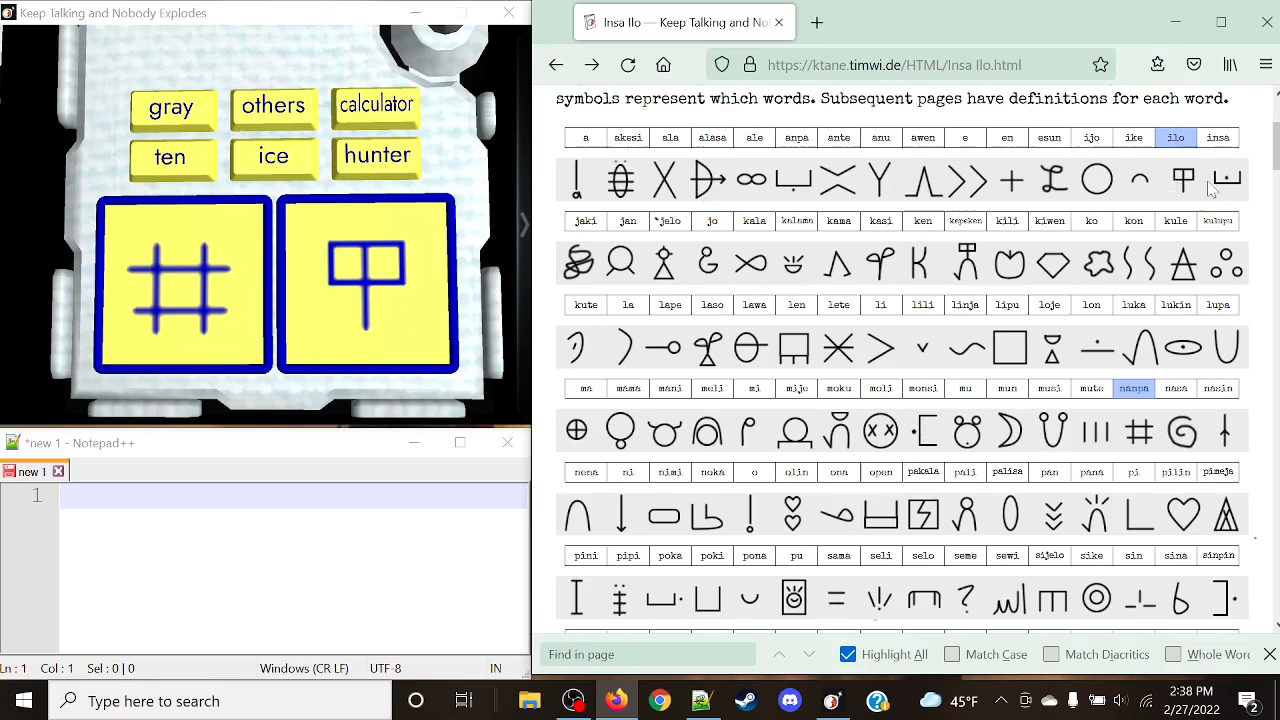 Keep Talking and Nobody Explodes
gray others calculator
ten ice hunter
*new 1 - Notepad++
new 1
1
Ln : 1 Col : 1 Sel : 0 | 0 Windows (CR LF) UTF-8 IN
Insa Ilo — Keep Talking and No
https://ktane.timwi.de/HTML/Insa Ilo.html
symbols represent which words. Subsequent pages have definitions for each word.
a akesi ala alasa ale anpa ante anu awen e en esun ijo ike ilo insa
jaki jan jelo jo kala kalama kama kasi ken kepeken kili kiwen ko kon kule kulupu
kute la lape laso lawa len lete li lili linja lipu loje lon luka lukin lupa
ma mama mani meli mi mije moku moli monsi mu mun musi mute nanpa nasa nasin
nena ni nimi noka o olin ona open pakala pali palisa pan pana pi pilin pimeja
pini pipi poka poki pona pu sama seli selo seme sewi sijelo sike sin sina sinpin
Find in page Highlight All Match Case Match Diacritics Whole Word
Type here to search
45°F
2:38 PM
2/27/2022
2